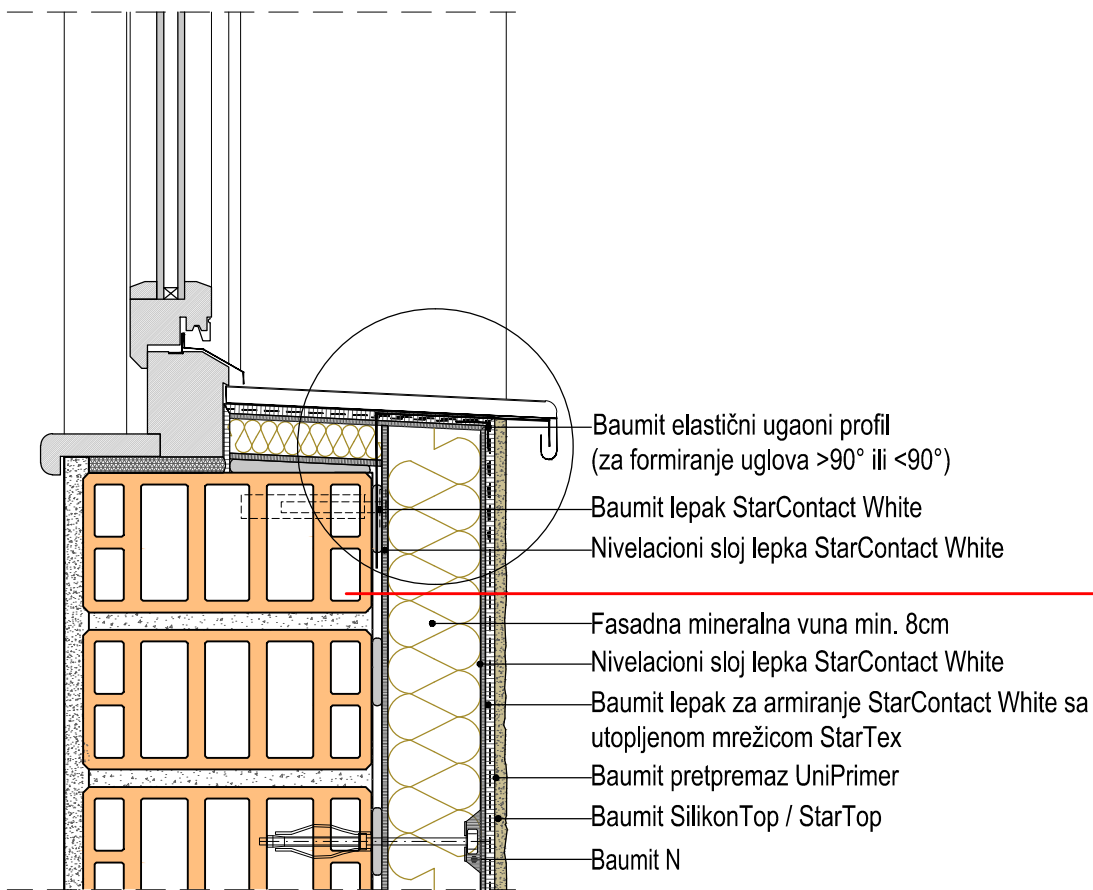 Baumit elastični ugaoni profil
(za formiranje uglova >90° ili <90°)
Baumit lepak StarContact White
Nivelacioni sloj lepka StarContact White
Fasadna mineralna vuna min. 8cm
Nivelacioni sloj lepka StarContact White
Baumit lepak za armiranje StarContact White sa
utopljenom mrežicom StarTex
Baumit pretpremaz UniPrimer
Baumit SilikonTop / StarTop
Baumit N